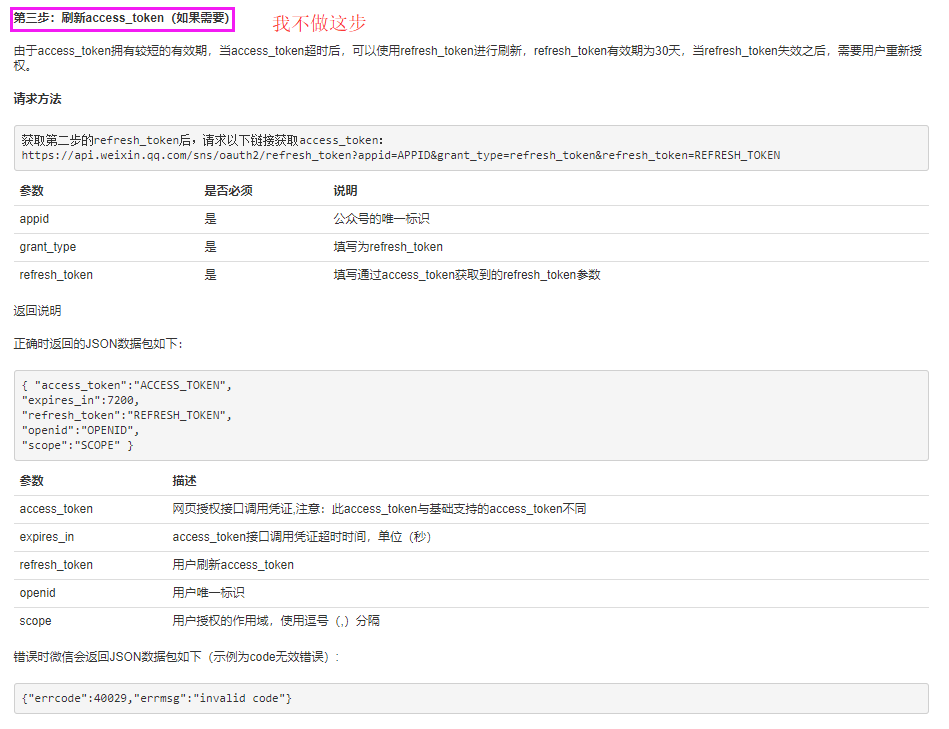 第三步：刷新access_token（如果需要）
我不做这步
由于access_token拥有较短的有效期，当access_token超时后，可以使用refresh_token进行刷新，refresh_token有效期为30天，当refresh_token失效之后，需要用户重新授
权。
请求方法
获取第二步的refresh_token后，请求以下链接获取access_token：
https://api.weixin.qq.com/sns/oauth2/refresh_token?appid=APPID&grant_type=refresh_token&refresh_token=REFRESH_TOKEN
参数 是否必须 说明
appid 是 公众号的唯一标识
grant_type 是 填写为refresh_token
refresh_token 是 填写通过access_token获取到的refresh_token参数
返回说明
正确时返回的JSON数据包如下：
{ "access_token":"ACCESS_TOKEN",
"expires_in":7200,
"refresh_token":"REFRESH_TOKEN",
"openid":"OPENID",
"scope":"SCOPE" }
参数 描述
access_token 网页授权接口调用凭证,注意：此access_token与基础支持的access_token不同
expires_in access_token接口调用凭证超时时间，单位（秒）
refresh_token 用户刷新access_token
openid 用户唯一标识
scope 用户授权的作用域，使用逗号（,）分隔
错误时微信会返回JSON数据包如下（示例为code无效错误）:
{"errcode":40029,"errmsg":"invalid code"}